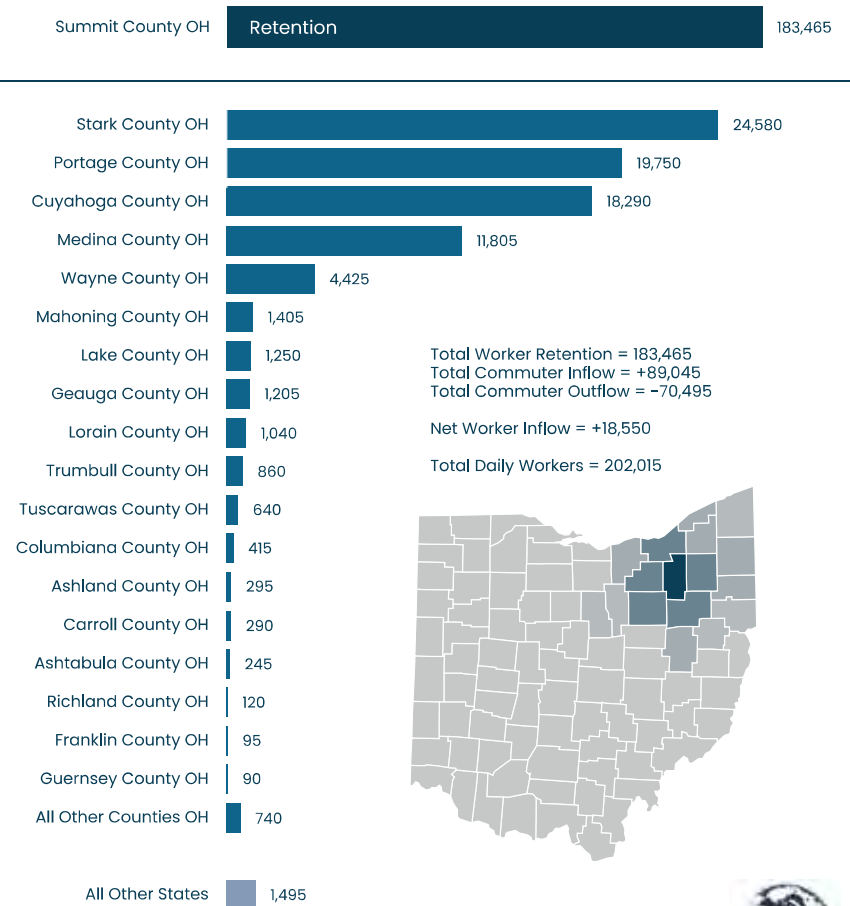 Summit County OH Retention 183,465
Stark County OH 24,580
Portage County OH 19,750
Cuyahoga County OH 18,290
Medina County OH 11,805
Wayne County OH 4,425
Mahoning County OH 1,405
Lake County OH 1,250
Geauga County OH 1,205
Lorain County OH 1,040
Trumbull County OH 860
Tuscarawas County OH 640
Columbiana County OH 415
Ashland County OH 295
Carroll County OH 290
Ashtabula County OH 245
Richland County OH 120
Franklin County OH 95
Guernsey County OH 90
All Other Counties OH 740
All Other States 1,495
Total Worker Retention = 183,465
Total Commuter Inflow = +89,045
Total Commuter Outflow = -70,495
Net Worker Inflow = +18,550
Total Daily Workers = 202,015